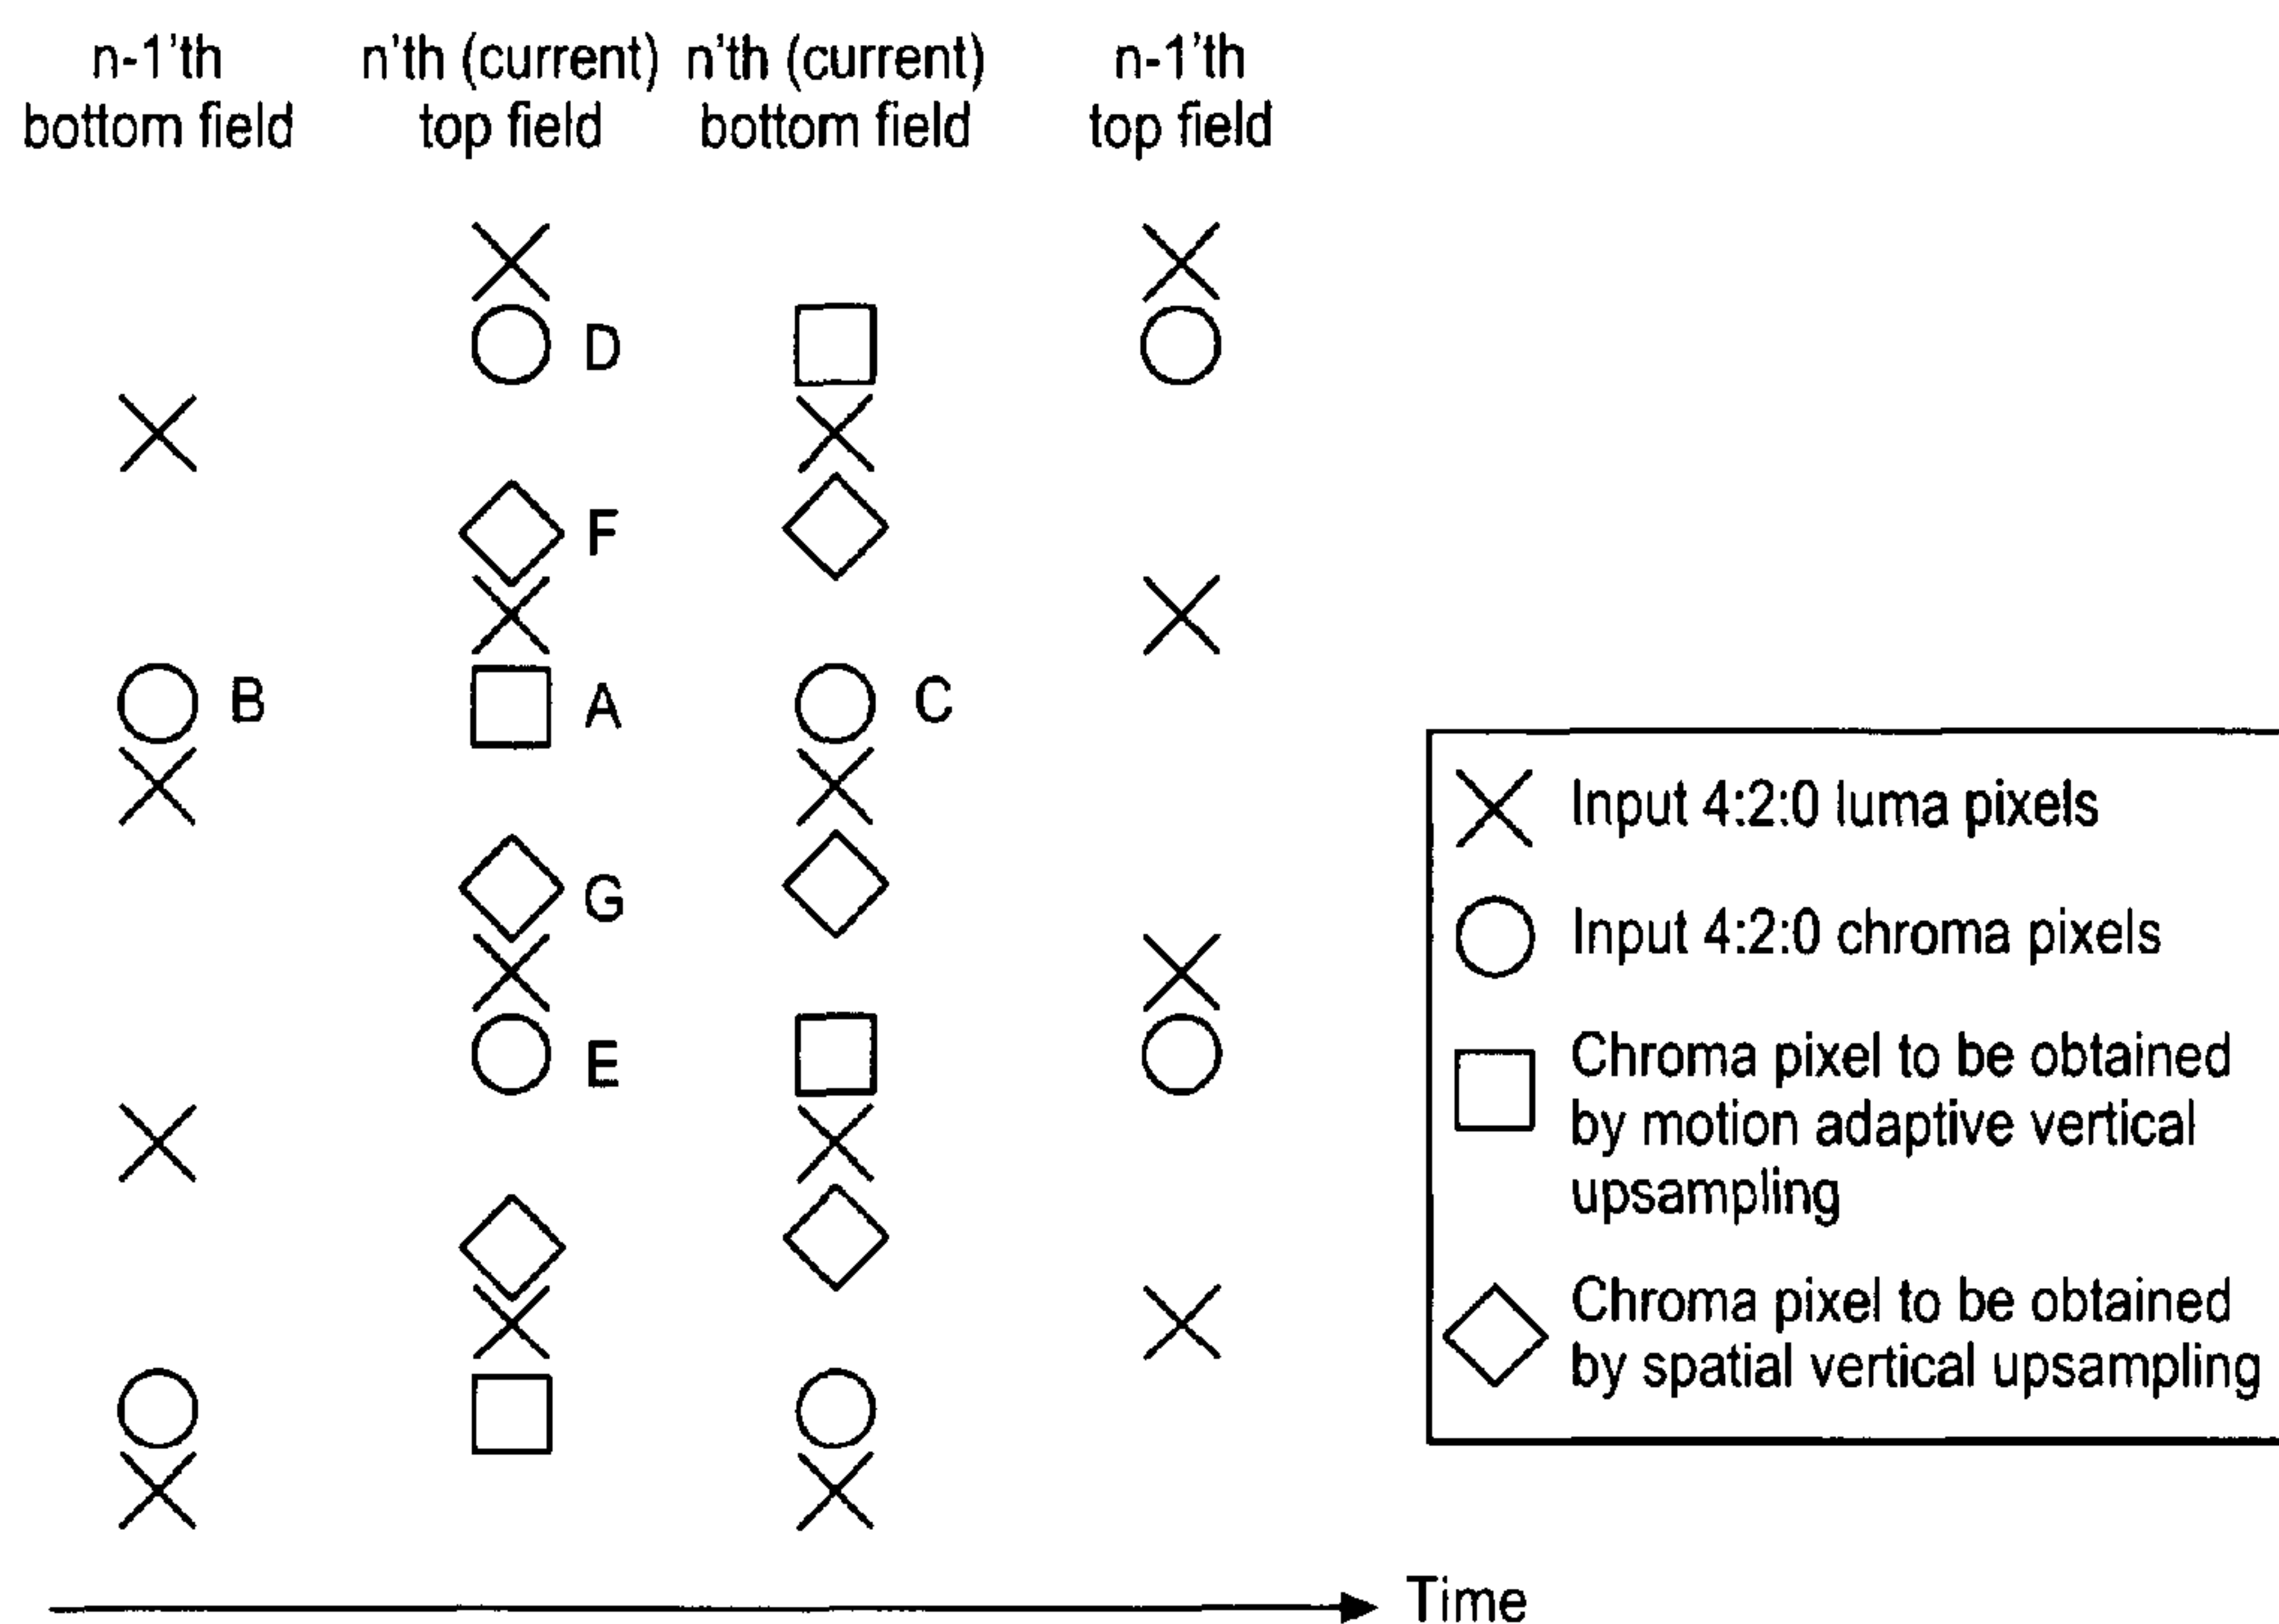 n-1'th bottom field
n'th (current) top field
n'th (current) bottom field
n-1'th top field
D
F
B
A
C
G
E
Input 4:2:0 luma pixels
Input 4:2:0 chroma pixels
Chroma pixel to be obtained
by motion adaptive vertical
upsampling
Chroma pixel to be obtained
by spatial vertical upsampling
Time